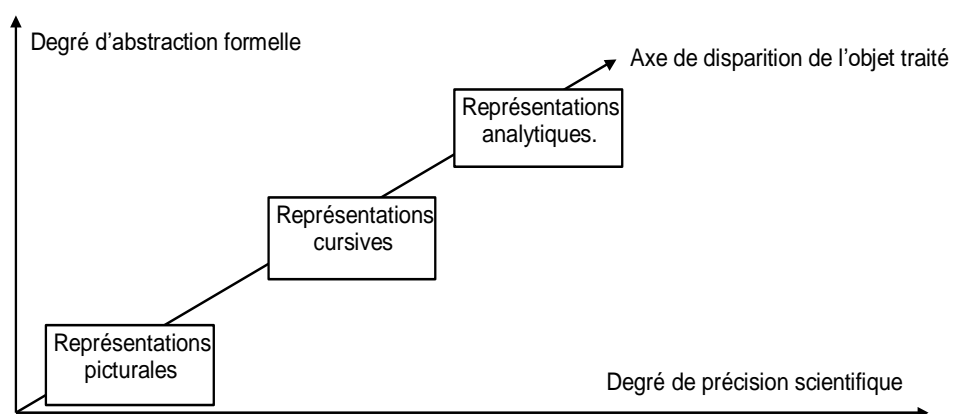 Degré d’abstraction formelle
Axe de disparition de l’objet traité
Représentations
analytiques.
Représentations
cursives
Représentations
picturales
Degré de précision scientifique